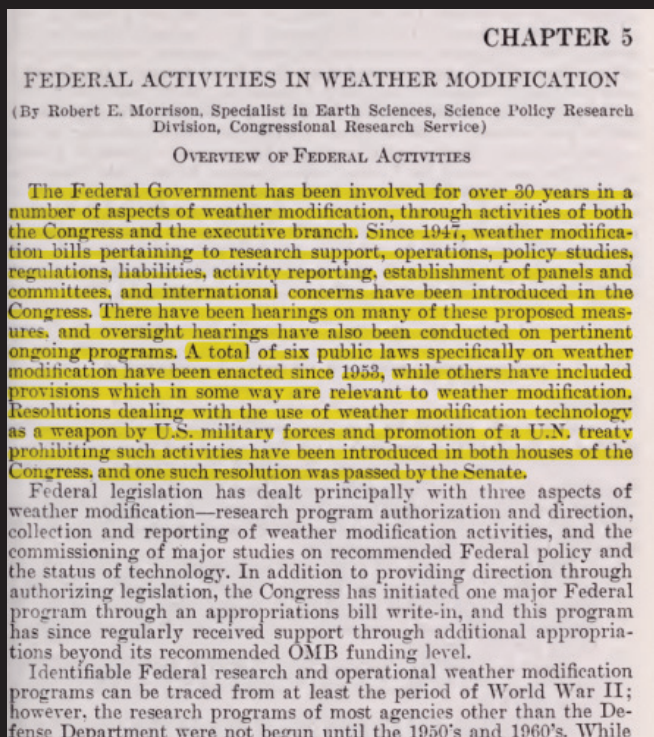 CHAPTER 5
FEDERAL ACTIVITIES IN WEATHER MODIFICATION
(By Robert E. Morrison, Specialist in Earth Sciences, Science Policy Research
Division, Congressional Research Service)
OVERVIEW OF FEDERAL ACTIVITIES
The Federal Government has been involved for over 30 years in a
number of aspects of weather modification, through activities of both
the Congress and the executive branch. Since 1947, weather modifica-
tion bills pertaining to research support, operations, policy studies,
regulations, liabilities, activity reporting, establishment of panels and
committees, and international concerns have been introduced in the
Congress. There have been hearings on many of these proposed meas-
ures, and oversight hearings have also been conducted on pertinent
ongoing programs. A total of six public laws specifically on weather
modification have been enacted since 1953, while others have included
provisions which in some way are relevant to weather modification.
Resolutions dealing with the use of weather modification technology
as a weapon by U.S. military forces and promotion of a U.N. treaty
prohibiting such activities have been introduced in both houses of the
Congress, and one such resolution was passed by the Senate.
Federal legislation has dealt principally with three aspects of
weather modification—research program authorization and direction,
collection and reporting of weather modification activities, and the
commissioning of major studies on recommended Federal policy and
the status of technology. In addition to providing direction through
authorizing legislation, the Congress has initiated one major Federal
program through an appropriations bill write-in, and this program
has since regularly received support through additional appropria-
tions beyond its recommended OMB funding level.
Identifiable Federal research and operational weather modification
programs can be traced from at least the period of World War II;
however, the research programs of most agencies other than the De-
fense Department were not begun until the 1950's and 1960's. While